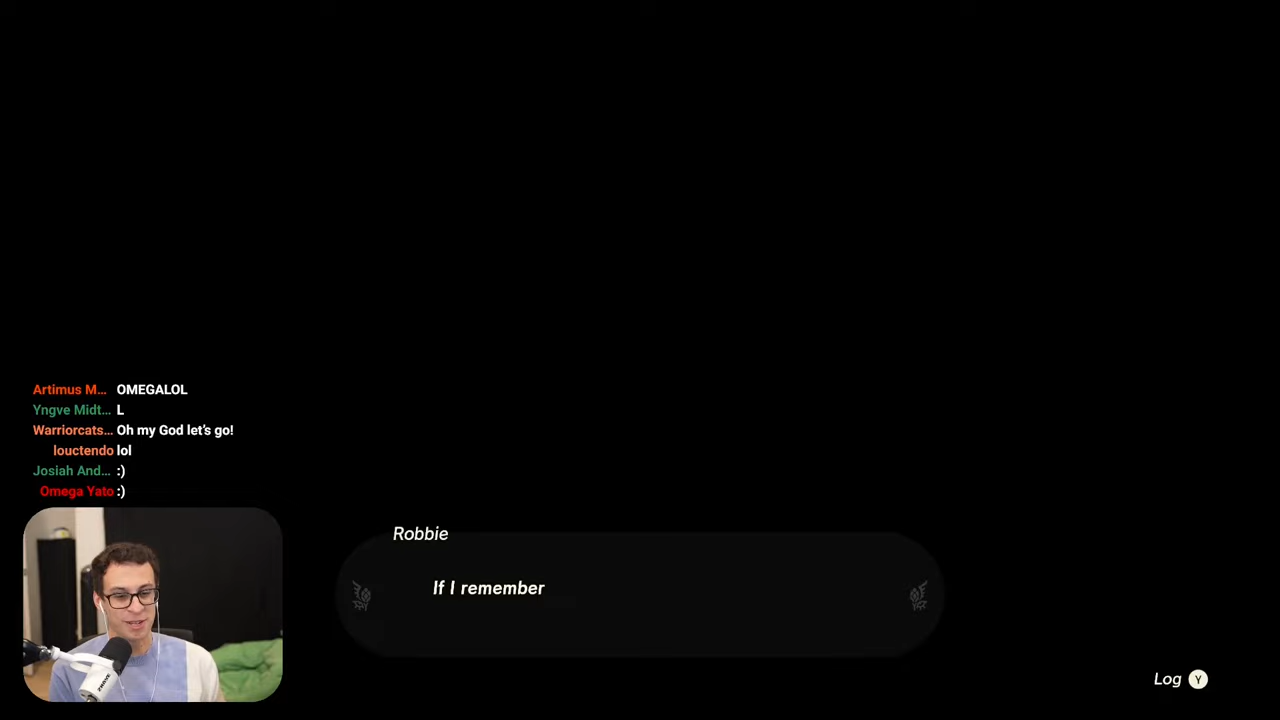 Artimus M... OMEGALOL
Yngve Midt... L
Warriorcats... Oh my God let's go!
louctendo lol
Josiah And... :)
Omega Yato :)
Robbie
If I remember
Log Y